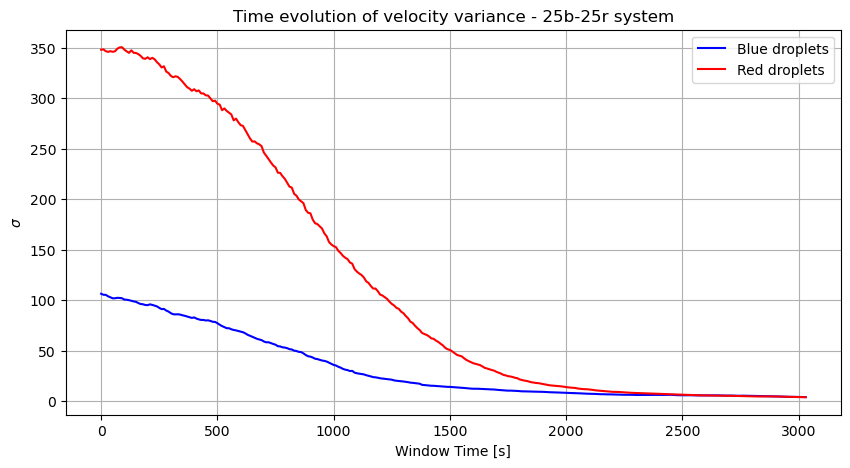 Time evolution of velocity variance - 25b-25r system
350
300
250
200
150
100
50
0
σ
0 500 1000 1500 2000 2500 3000
Window Time [s]
Blue droplets
Red droplets